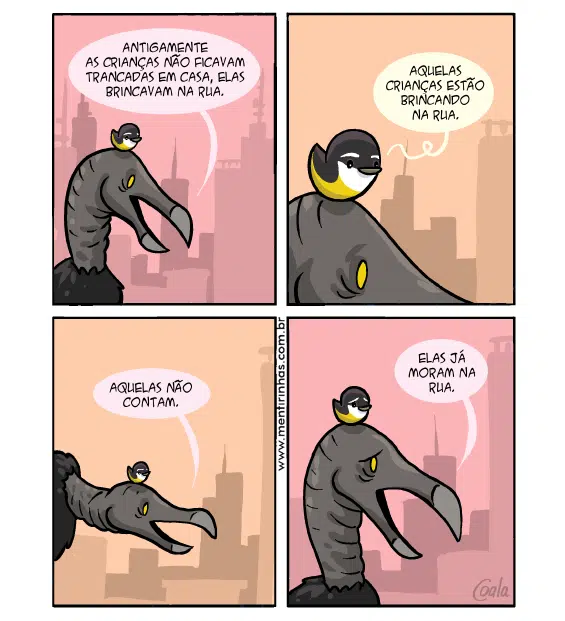 ANTIGAMENTE
AS CRIANÇAS NÃO FICAVAM
TRANCADAS EM CASA, ELAS
BRINCAVAM NA RUA.
AQUELAS
CRIANÇAS ESTÃO
BRINCANDO
NA RUA.
AQUELAS NÃO
CONTAM.
ELAS JÁ
MORAM NA
RUA.
www.mentirinhas.com.br
Coala